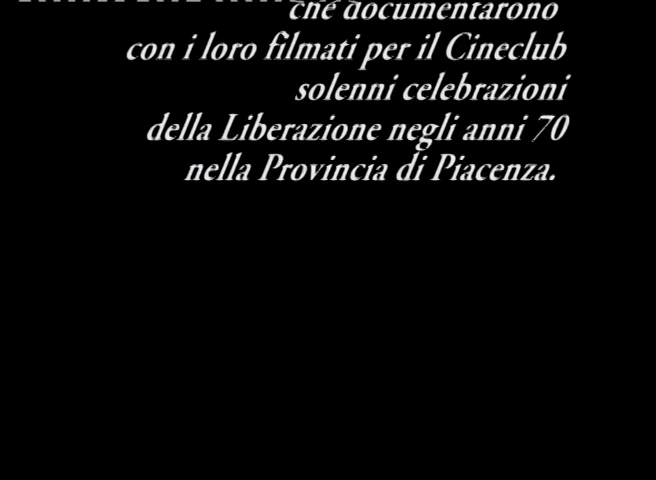 che documentarono
con i loro filmati per il Cineclub
solenni celebrazioni
della Liberazione negli anni 70
nella Provincia di Piacenza.